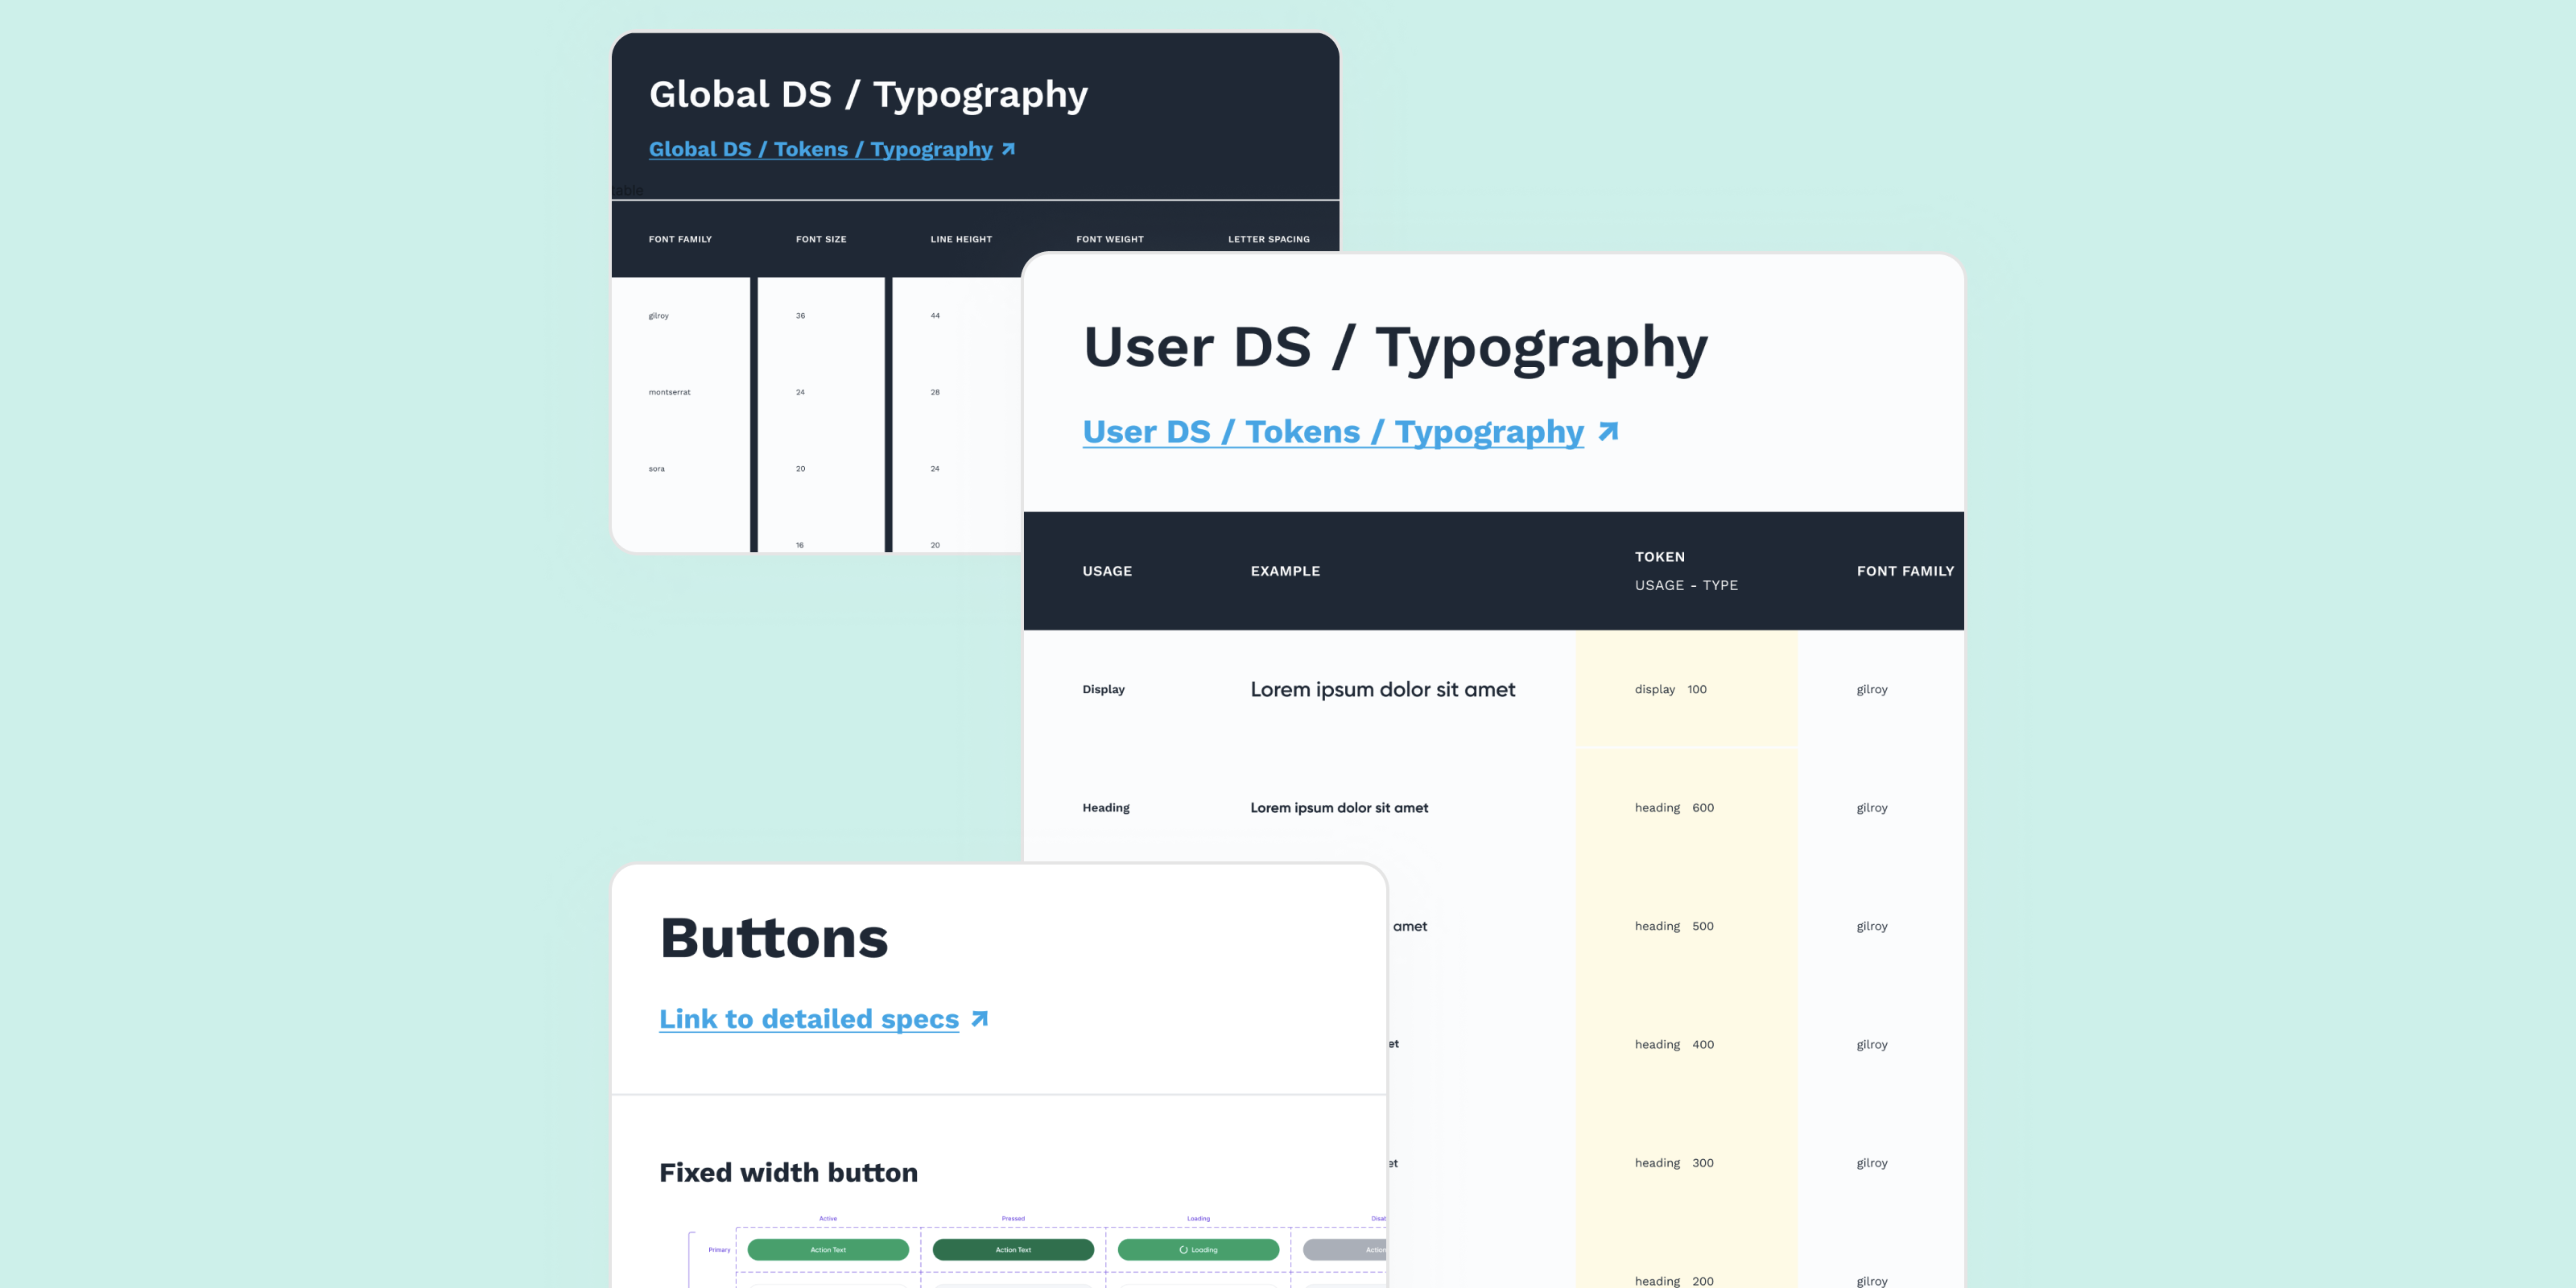 Global DS / Typography
Global DS / Tokens / Typography
table
FONT FAMILY FONT SIZE LINE HEIGHT FONT WEIGHT LETTER SPACING
gilroy 36 44
montserrat 24 28
sora 20 24
16 20
User DS / Typography
User DS / Tokens / Typography
USAGE EXAMPLE TOKEN FONT FAMILY
USAGE - TYPE
Display Lorem ipsum dolor sit amet display 100 gilroy
Heading Lorem ipsum dolor sit amet heading 600 gilroy
amet heading 500 gilroy
et heading 400 gilroy
et heading 300 gilroy
heading 200 gilroy
Buttons
Link to detailed specs
Fixed width button
Active Pressed Loading
Primary Action Text Action Text Loading Action